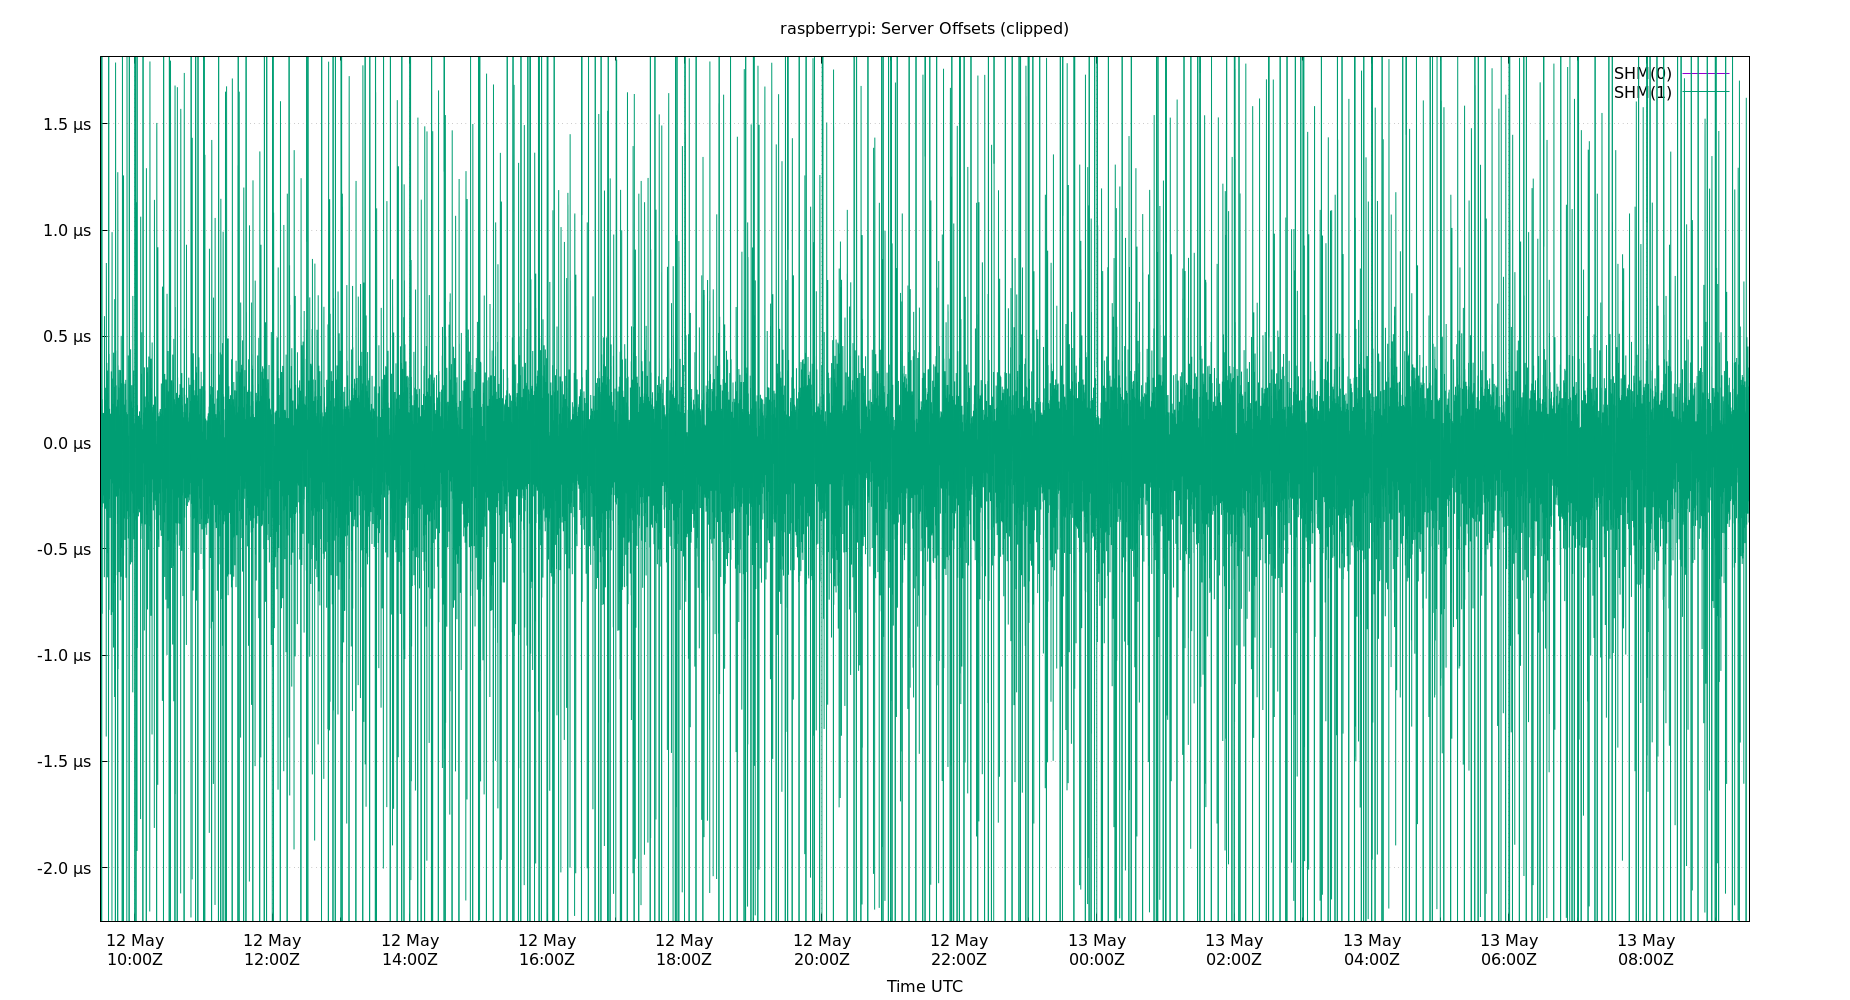 raspberrypi: Server Offsets (clipped)
SHM(0)
SHM(1)
1.5 µs
1.0 µs
0.5 µs
0.0 µs
-0.5 µs
-1.0 µs
-1.5 µs
-2.0 µs
12 May 12 May 12 May 12 May 12 May 12 May 12 May 13 May 13 May 13 May 13 May 13 May
10:00Z 12:00Z 14:00Z 16:00Z 18:00Z 20:00Z 22:00Z 00:00Z 02:00Z 04:00Z 06:00Z 08:00Z
Time UTC